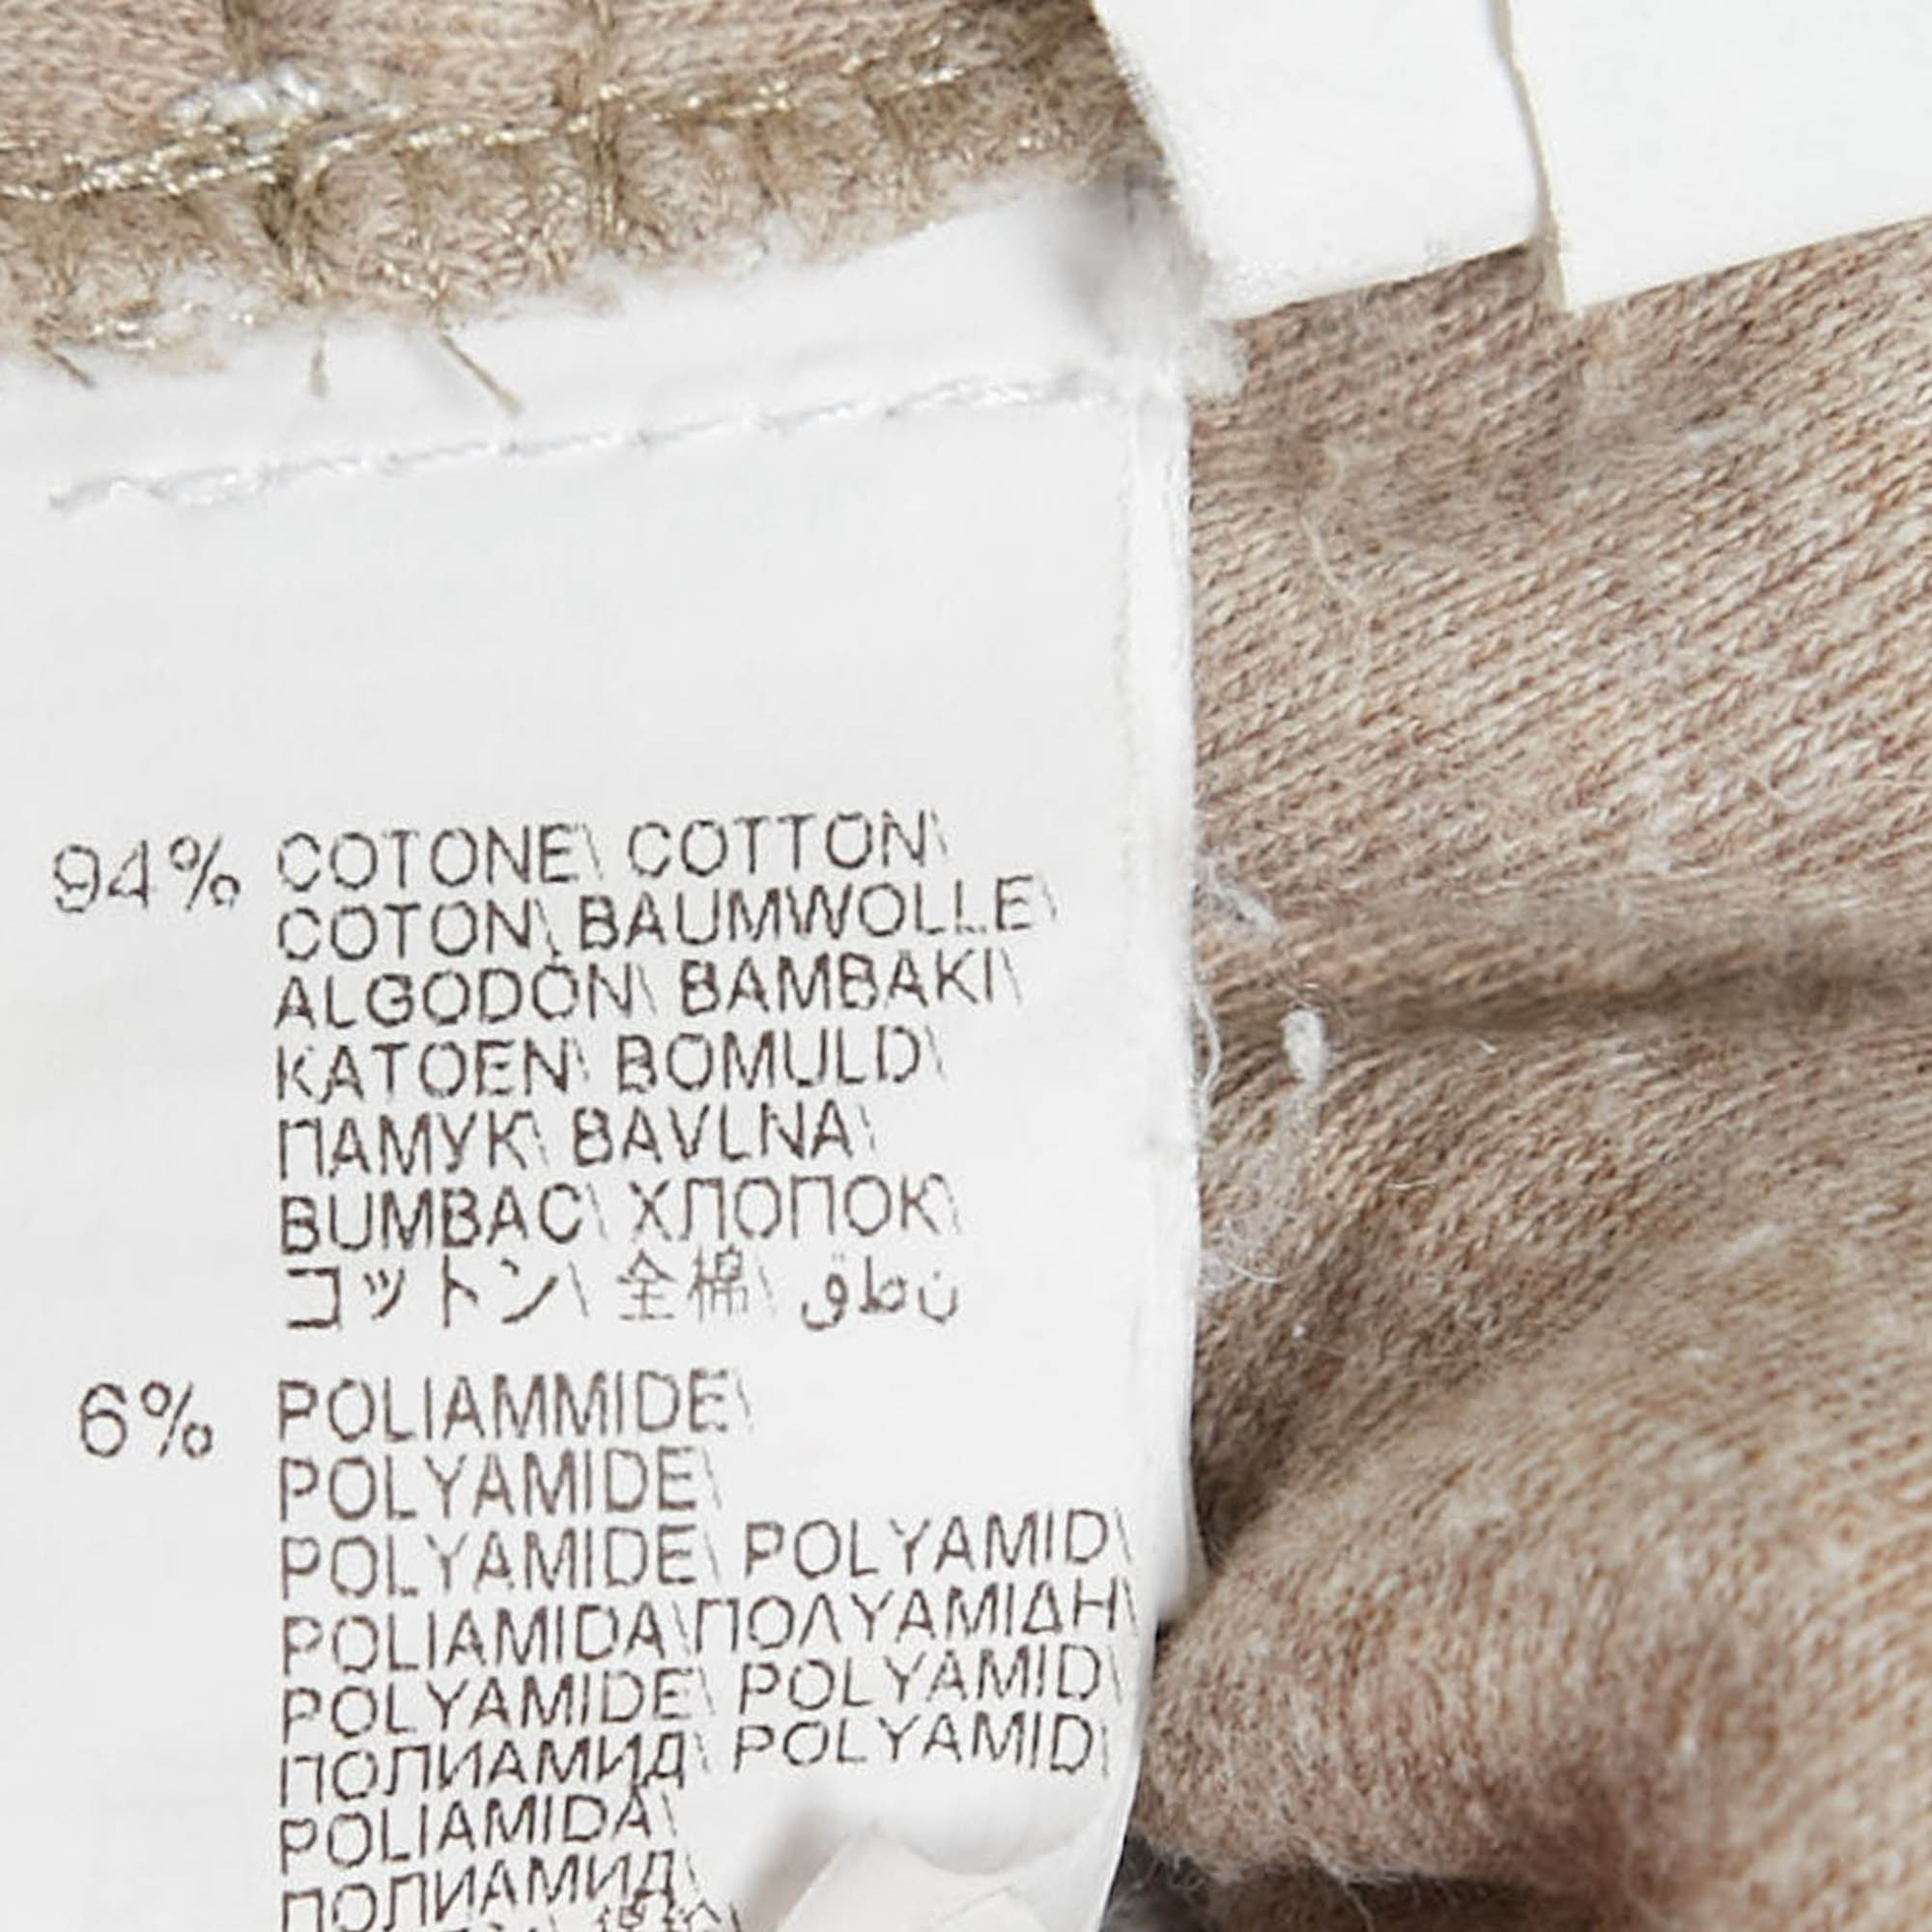 94% COTONE\ COTTON\
COTON\ BAUMWOLLE\
ALGODÓN\ BAMBAKI\
KATOEN\ BOMULD\
ПАМУК\ BAVLNA\
BUMBAC\ ХЛОПОК\
コットン\ 全棉\ قطن
6% POLIAMMIDE\
POLYAMIDE\
POLYAMIDE\ POLYAMID\
POLIAMIDA\ΠΟΛΥΑΜΙΔΗ\
POLYAMIDE\ POLYAMID\
ПОЛИАМИД\ POLYAMID\
POLIAMIDA\
ПОЛИАМИД\